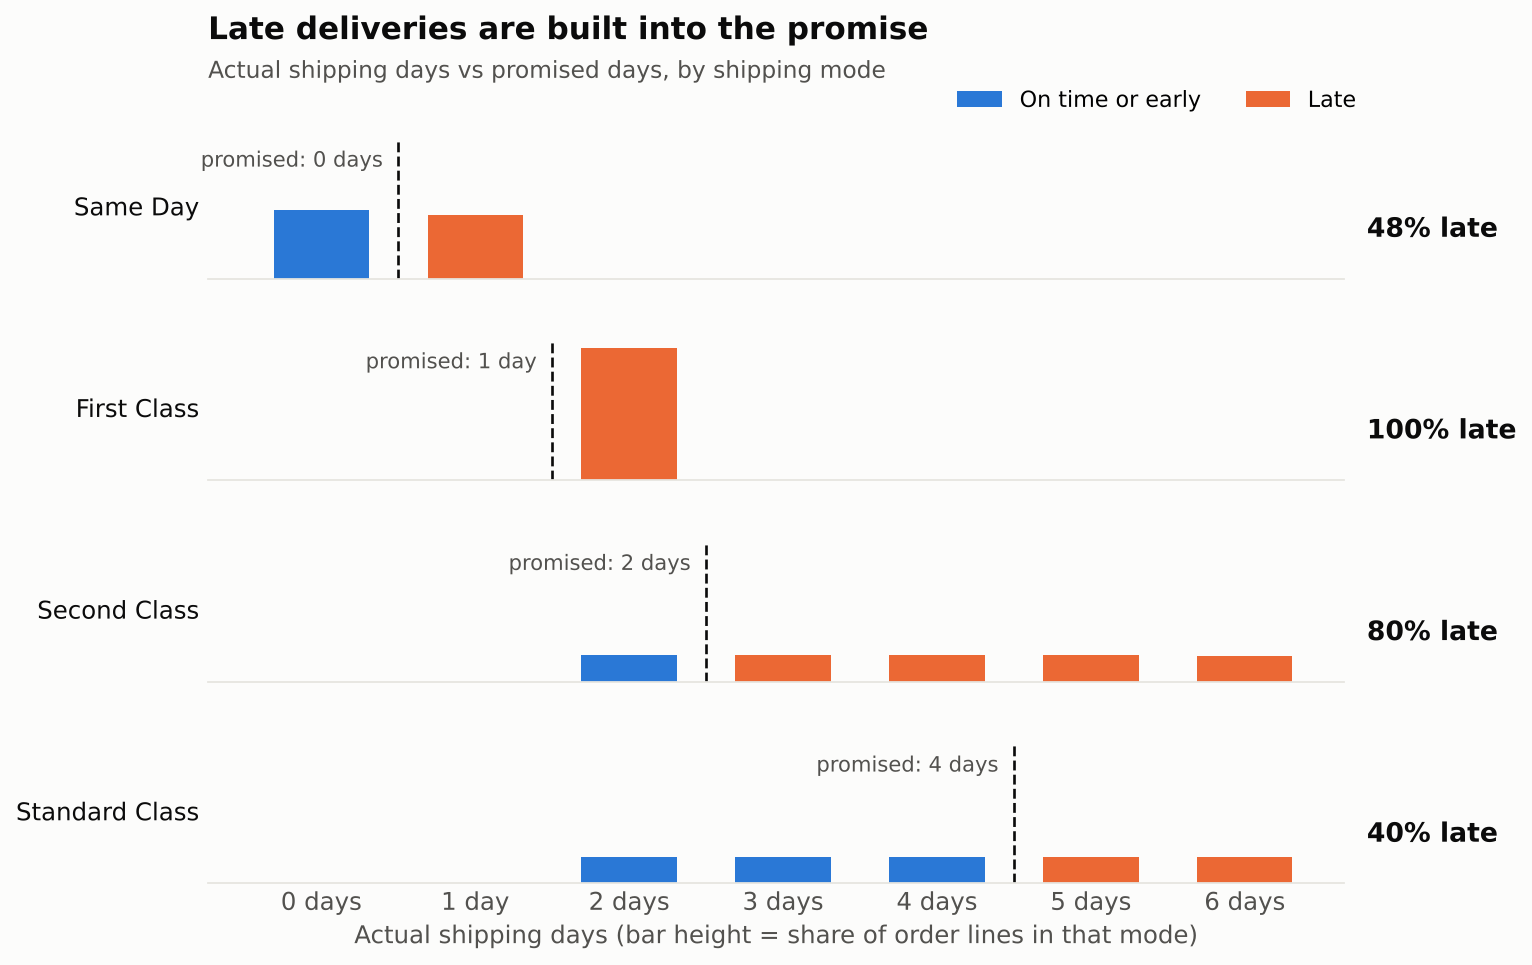 Late deliveries are built into the promise
Actual shipping days vs promised days, by shipping mode
On time or early
Late
promised: 0 days
Same Day
48% late
promised: 1 day
First Class
100% late
promised: 2 days
Second Class
80% late
promised: 4 days
Standard Class
40% late
0 days 1 day 2 days 3 days 4 days 5 days 6 days
Actual shipping days (bar height = share of order lines in that mode)